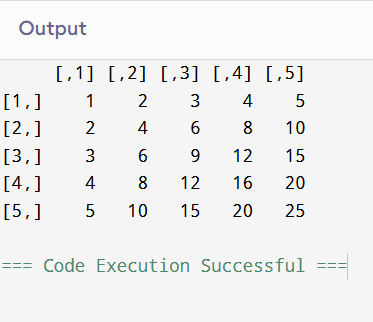 Output
[,1] [,2] [,3] [,4] [,5]
[1,] 1 2 3 4 5
[2,] 2 4 6 8 10
[3,] 3 6 9 12 15
[4,] 4 8 12 16 20
[5,] 5 10 15 20 25
=== Code Execution Successful ===